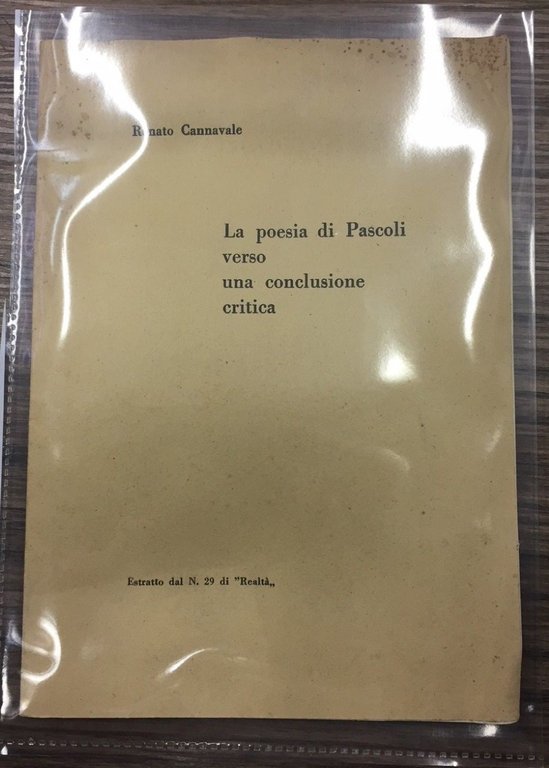 Renato Cannavale
La poesia di Pascoli
verso
una conclusione
critica
Estratto dal N. 29 di "Realtà„